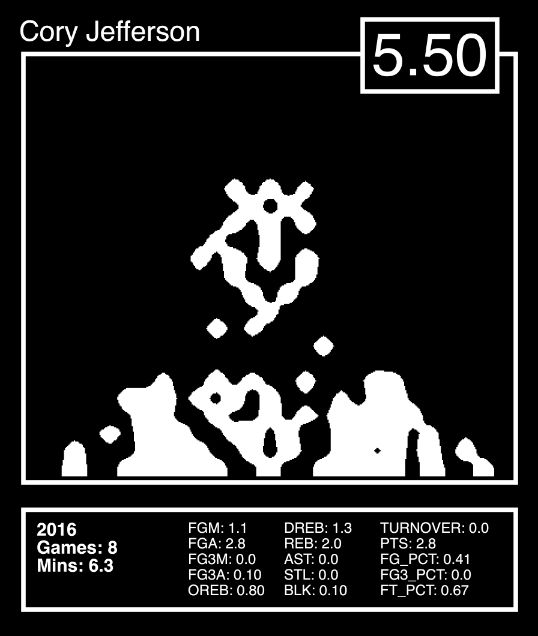 Cory Jefferson
5.50
2016
Games: 8
Mins: 6.3
FGM: 1.1
FGA: 2.8
FG3M: 0.0
FG3A: 0.10
OREB: 0.80
DREB: 1.3
REB: 2.0
AST: 0.0
STL: 0.0
BLK: 0.10
TURNOVER: 0.0
PTS: 2.8
FG_PCT: 0.41
FG3_PCT: 0.0
FT_PCT: 0.67